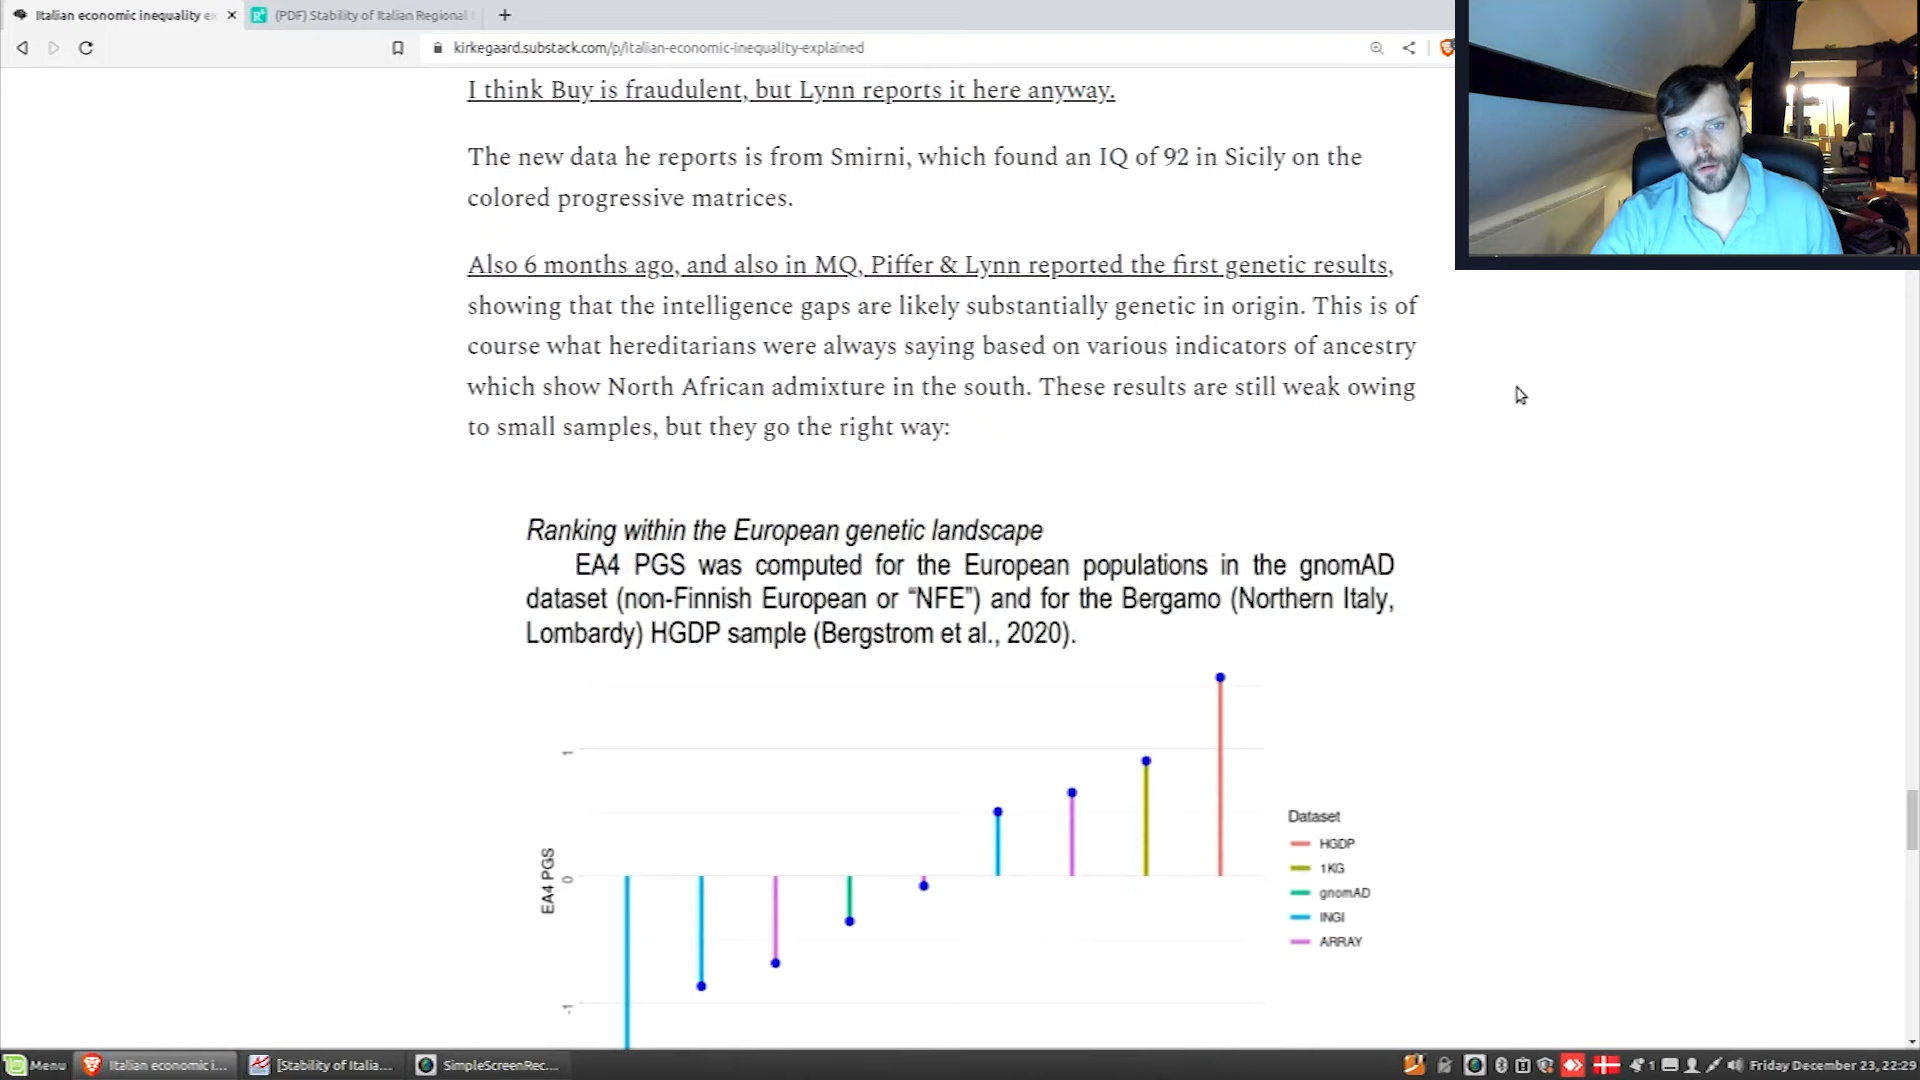 Italian economic inequality ex
(PDF) Stability of Italian Regional
kirkegaard.substack.com/p/italian-economic-inequality-explained
I think Buy is fraudulent, but Lynn reports it here anyway.
The new data he reports is from Smirni, which found an IQ of 92 in Sicily on the
colored progressive matrices.
Also 6 months ago, and also in MQ, Piffer & Lynn reported the first genetic results,
showing that the intelligence gaps are likely substantially genetic in origin. This is of
course what hereditarians were always saying based on various indicators of ancestry
which show North African admixture in the south. These results are still weak owing
to small samples, but they go the right way:
Ranking within the European genetic landscape
EA4 PGS was computed for the European populations in the gnomAD
dataset (non-Finnish European or “NFE”) and for the Bergamo (Northern Italy,
Lombardy) HGDP sample (Bergstrom et al., 2020).
1
0
-1
EA4 PGS
Dataset
HGDP
1KG
gnomAD
INGI
ARRAY
Menu
Italian economic i...
[Stability of Italia...
SimpleScreenRec...
1
Friday December 23, 22:29